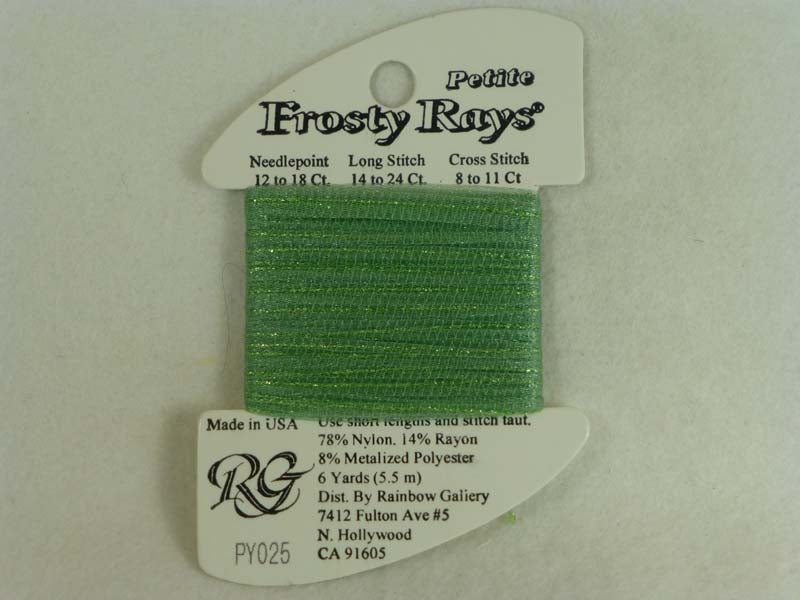 Petite
Frosty Rays®
Needlepoint Long Stitch Cross Stitch
12 to 18 Ct. 14 to 24 Ct. 8 to 11 Ct
Made in USA
Use short lengths and stitch taut.
78% Nylon, 14% Rayon
8% Metalized Polyester
6 Yards (5.5 m)
Dist. By Rainbow Gallery
7412 Fulton Ave #5
N. Hollywood
CA 91605
RG
PY025